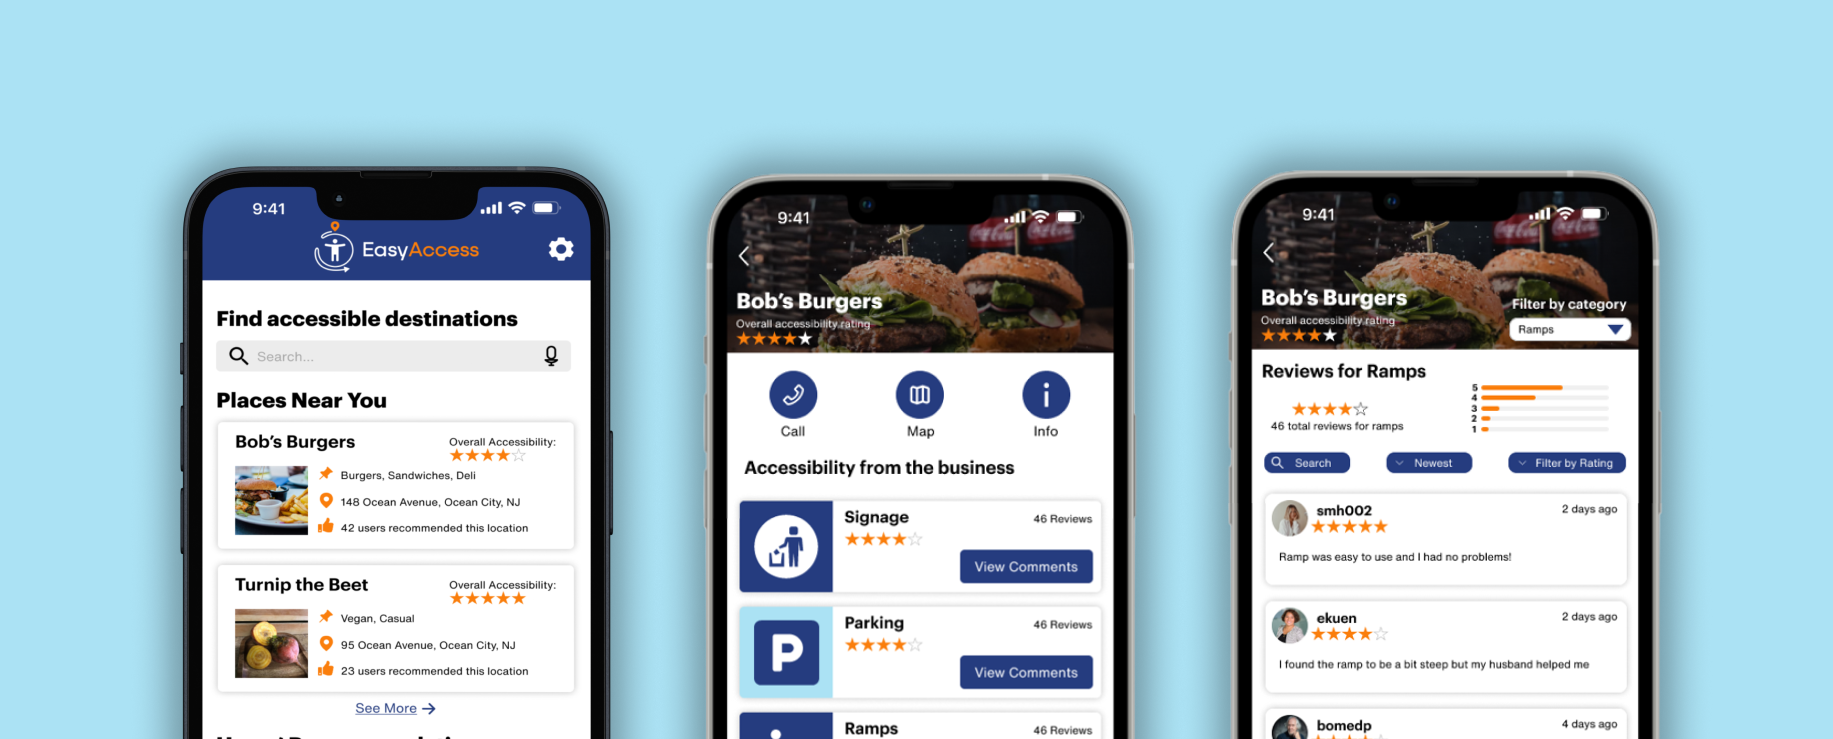 9:41
EasyAccess
Find accessible destinations
Search...
Places Near You
Bob's Burgers
Overall Accessibility:
Burgers, Sandwiches, Deli
148 Ocean Avenue, Ocean City, NJ
42 users recommended this location
Turnip the Beet
Overall Accessibility:
Vegan, Casual
95 Ocean Avenue, Ocean City, NJ
23 users recommended this location
See More
9:41
Bob's Burgers
Overall accessibility rating
Call
Map
Info
Accessibility from the business
Signage
46 Reviews
View Comments
P
Parking
46 Reviews
View Comments
Ramps
46 Reviews
9:41
Bob's Burgers
Overall accessibility rating
Filter by category
Ramps
Reviews for Ramps
46 total reviews for ramps
5
4
3
2
1
Search
Newest
Filter by Rating
smh002
2 days ago
Ramp was easy to use and I had no problems!
ekuen
2 days ago
I found the ramp to be a bit steep but my husband helped me
bomedp
4 days ago